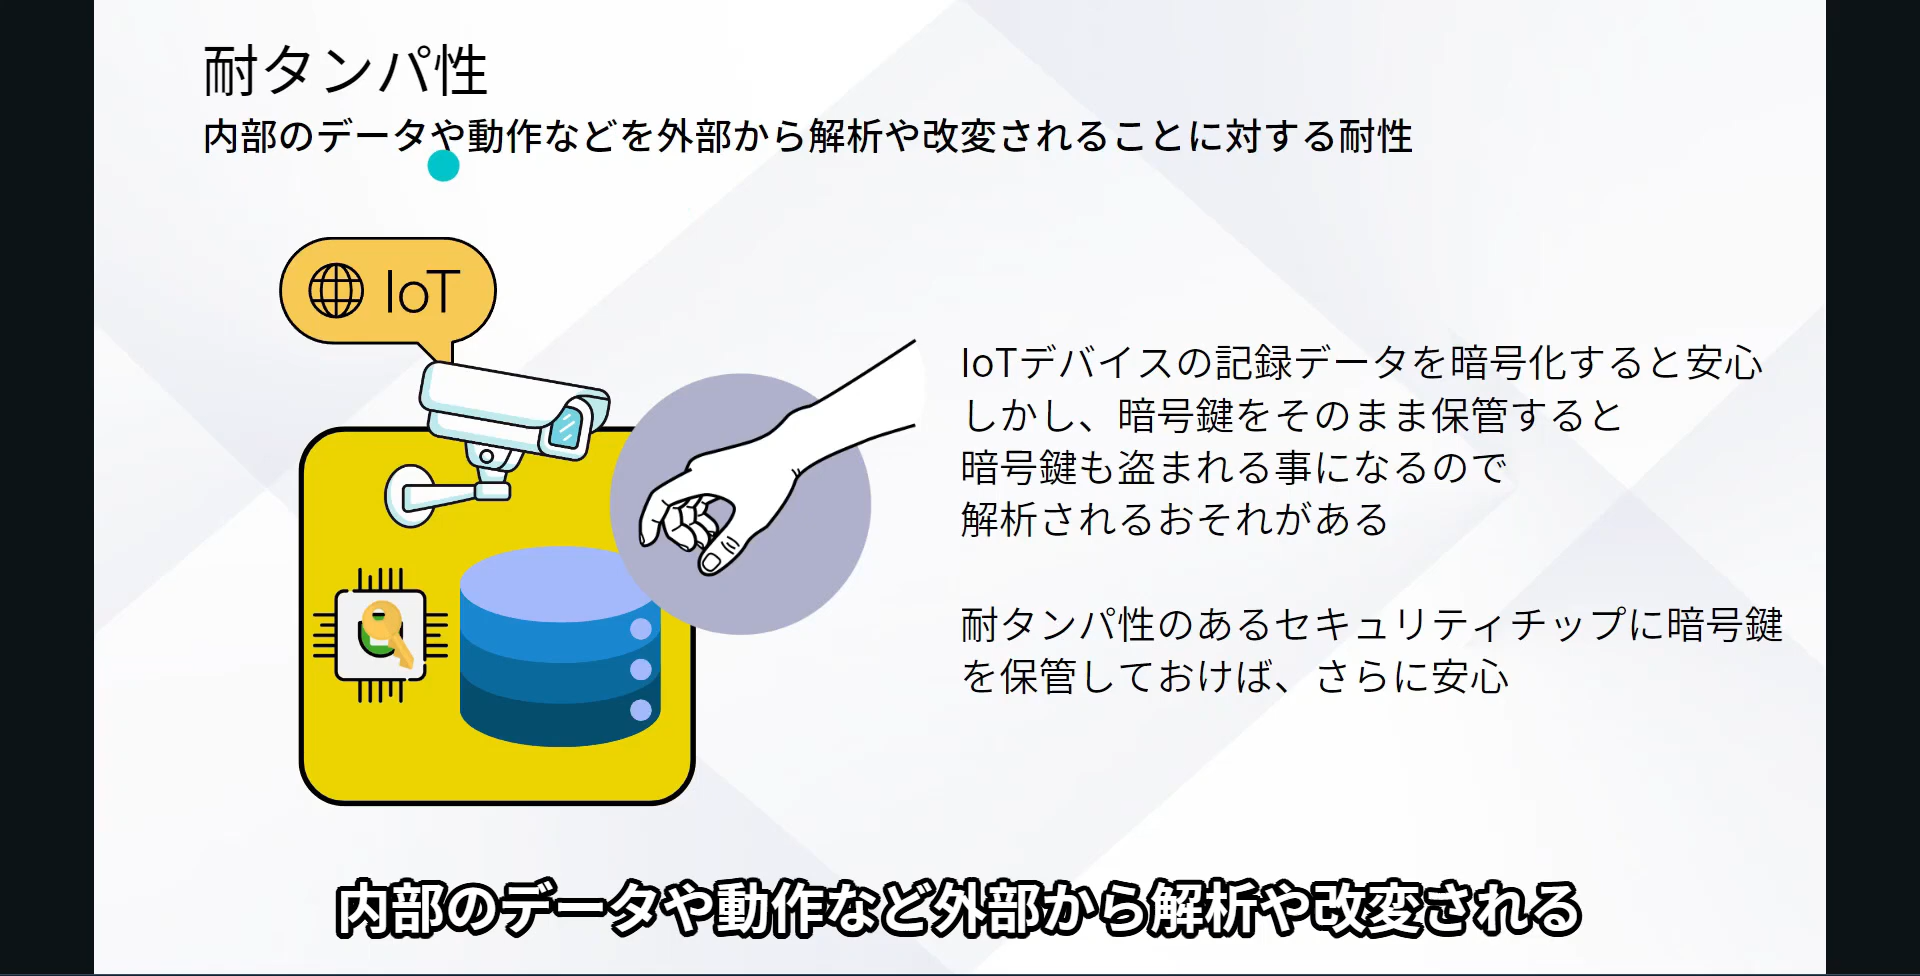 耐タンパ性
内部のデータや動作などを外部から解析や改変されることに対する耐性
IoT
IoTデバイスの記録データを暗号化すると安心
しかし、暗号鍵をそのまま保管すると
暗号鍵も盗まれる事になるので
解析されるおそれがある
耐タンパ性のあるセキュリティチップに暗号鍵
を保管しておけば、さらに安心
内部のデータや動作など外部から解析や改変される